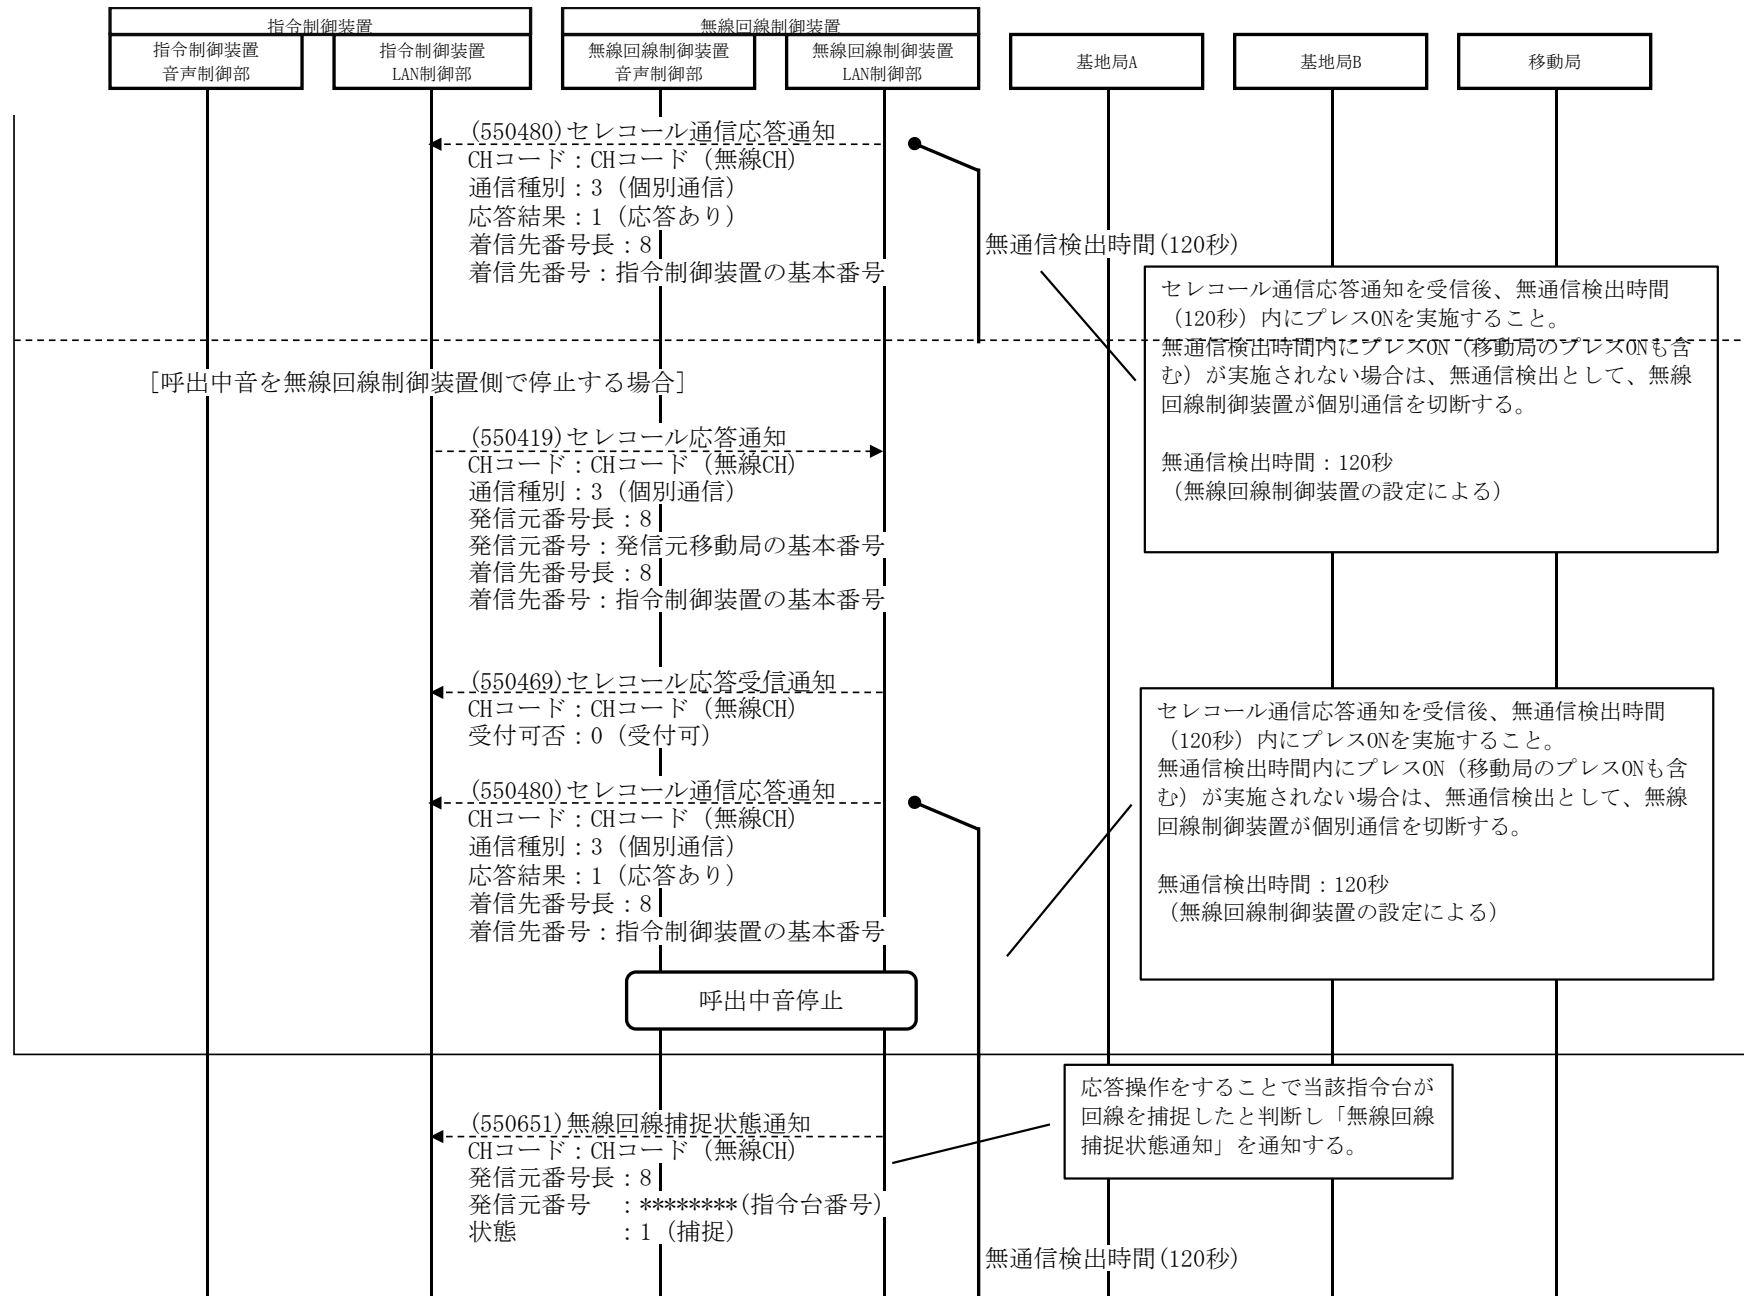 指令制御装置
無線回線制御装置
指令制御装置
音声制御部
指令制御装置
LAN制御部
無線回線制御装置
音声制御部
無線回線制御装置
LAN制御部
基地局A
基地局B
移動局
(550480)セレコール通信応答通知
CHコード：CHコード（無線CH）
通信種別：3（個別通信）
応答結果：1（応答あり）
着信先番号長：8
着信先番号：指令制御装置の基本番号
無通信検出時間(120秒)
セレコール通信応答通知を受信後、無通信検出時間
（120秒）内にプレスONを実施すること。
無通信検出時間内にプレスON（移動局のプレスONも含
む）が実施されない場合は、無通信検出として、無線
回線制御装置が個別通信を切断する。
無通信検出時間：120秒
（無線回線制御装置の設定による）
［呼出中音を無線回線制御装置側で停止する場合］
(550419)セレコール応答通知
CHコード：CHコード（無線CH）
通信種別：3（個別通信）
発信元番号長：8
発信元番号：発信元移動局の基本番号
着信先番号長：8
着信先番号：指令制御装置の基本番号
(550469)セレコール応答受信通知
CHコード：CHコード（無線CH）
受付可否：0（受付可）
(550480)セレコール通信応答通知
CHコード：CHコード（無線CH）
通信種別：3（個別通信）
応答結果：1（応答あり）
着信先番号長：8
着信先番号：指令制御装置の基本番号
セレコール通信応答通知を受信後、無通信検出時間
（120秒）内にプレスONを実施すること。
無通信検出時間内にプレスON（移動局のプレスONも含
む）が実施されない場合は、無通信検出として、無線
回線制御装置が個別通信を切断する。
無通信検出時間：120秒
（無線回線制御装置の設定による）
呼出中音停止
応答操作をすることで当該指令台が
回線を捕捉したと判断し「無線回線
捕捉状態通知」を通知する。
(550651)無線回線捕捉状態通知
CHコード：CHコード（無線CH）
発信元番号長：8
発信元番号　：********(指令台番号)
状態　　　　：1（捕捉）
無通信検出時間(120秒)